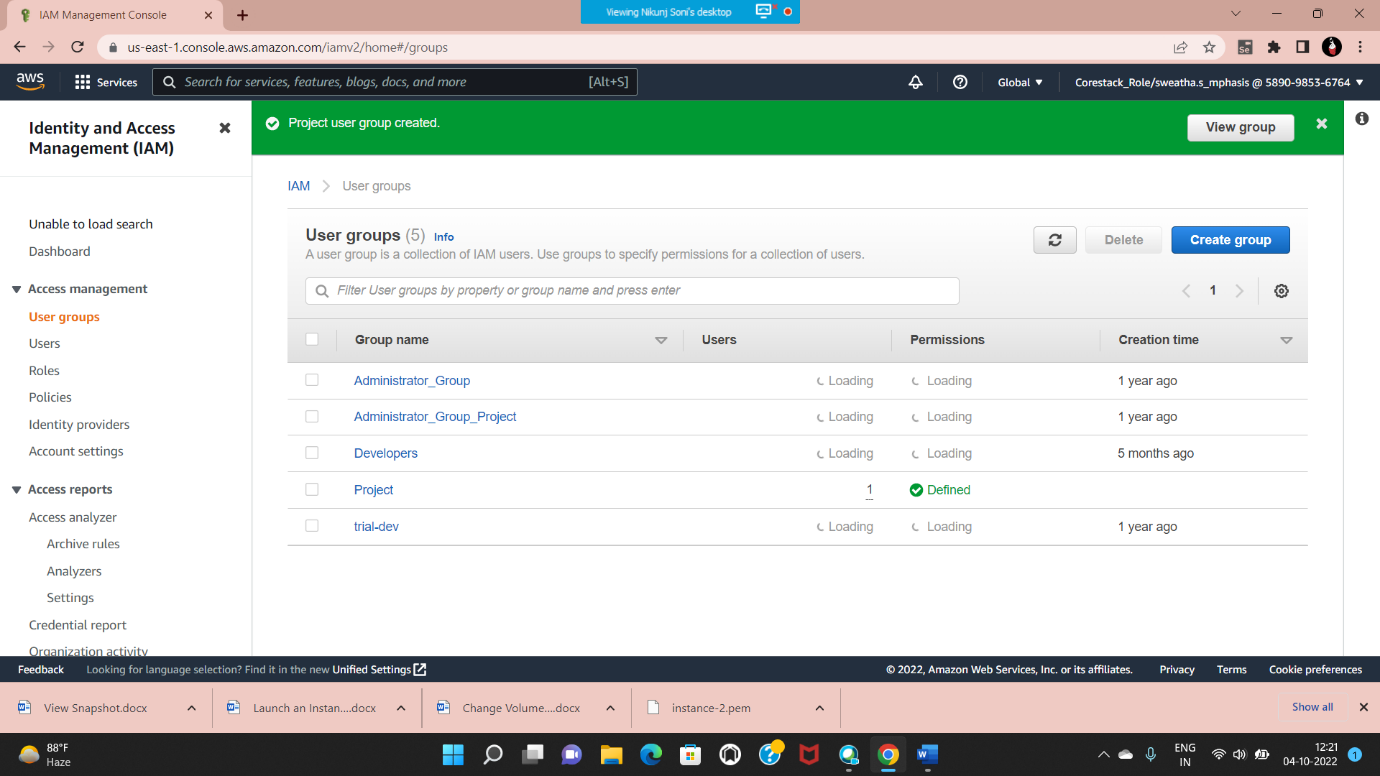 IAM Management Console
Viewing Nikunj Soni's desktop
us-east-1.console.aws.amazon.com/iamv2/home#/groups
aws
Services
Search for services, features, blogs, docs, and more
[Alt+S]
Global
Corestack_Role/sweatha.s_mphasis @ 5890-9853-6764
Identity and Access
Management (IAM)
Unable to load search
Dashboard
Access management
User groups
Users
Roles
Policies
Identity providers
Account settings
Access reports
Access analyzer
Archive rules
Analyzers
Settings
Credential report
Organization activity
Project user group created.
View group
IAM
User groups
User groups (5) Info
A user group is a collection of IAM users. Use groups to specify permissions for a collection of users.
Delete
Create group
Filter User groups by property or group name and press enter
1
Group name Users Permissions Creation time
Administrator_Group Loading Loading 1 year ago
Administrator_Group_Project Loading Loading 1 year ago
Developers Loading Loading 5 months ago
Project 1 Defined
trial-dev Loading Loading 1 year ago
Feedback
Looking for language selection? Find it in the new Unified Settings
© 2022, Amazon Web Services, Inc. or its affiliates.
Privacy
Terms
Cookie preferences
View Snapshot.docx
Launch an Instan....docx
Change Volume....docx
instance-2.pem
Show all
88°F
Haze
ENG
IN
12:21
04-10-2022
1